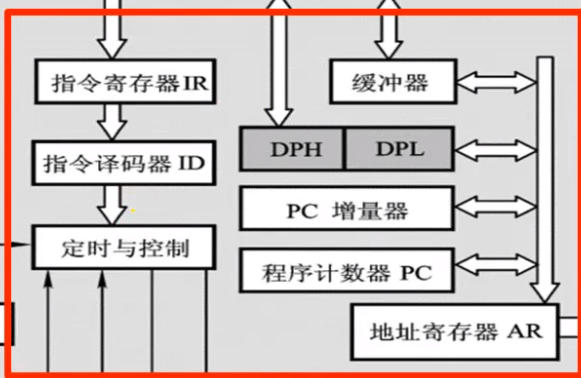 指令寄存器IR
缓冲器
指令译码器 ID
DPH
DPL
PC 增量器
定时与控制
程序计数器 PC
地址寄存器 AR